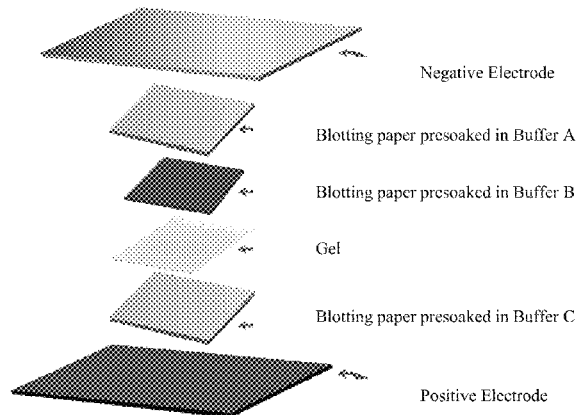 Negative Electrode
Blotting paper presoaked in Buffer A
Blotting paper presoaked in Buffer B
Gel
Blotting paper presoaked in Buffer C
Positive Electrode